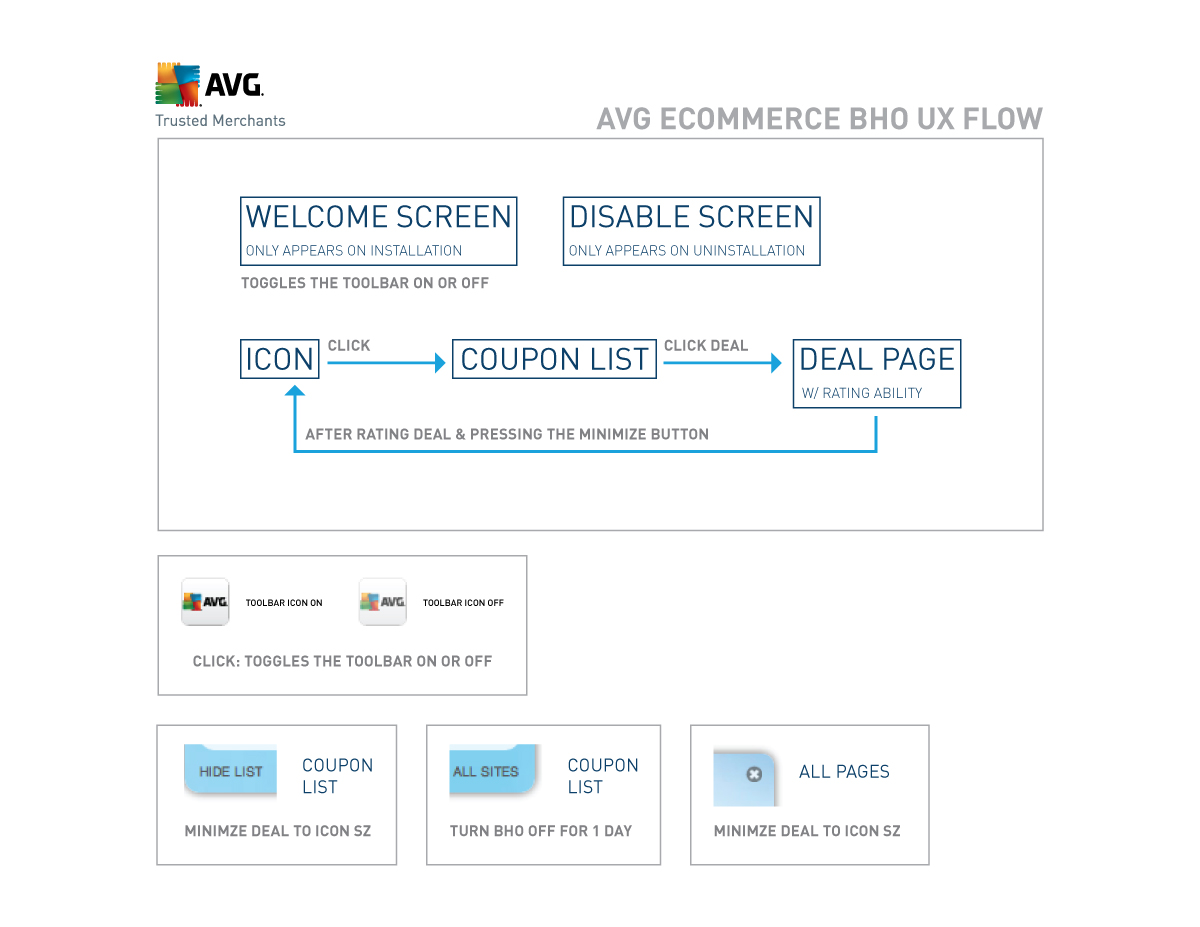 AVG.
Trusted Merchants
AVG ECOMMERCE BHO UX FLOW
WELCOME SCREEN
ONLY APPEARS ON INSTALLATION
TOGGLES THE TOOLBAR ON OR OFF
DISABLE SCREEN
ONLY APPEARS ON UNINSTALLATION
ICON
CLICK
COUPON LIST
CLICK DEAL
DEAL PAGE
W/ RATING ABILITY
AFTER RATING DEAL & PRESSING THE MINIMIZE BUTTON
AVG.
TOOLBAR ICON ON
AVG.
TOOLBAR ICON OFF
CLICK: TOGGLES THE TOOLBAR ON OR OFF
HIDE LIST
COUPON
LIST
MINIMZE DEAL TO ICON SZ
ALL SITES
COUPON
LIST
TURN BHO OFF FOR 1 DAY
ALL PAGES
MINIMZE DEAL TO ICON SZ